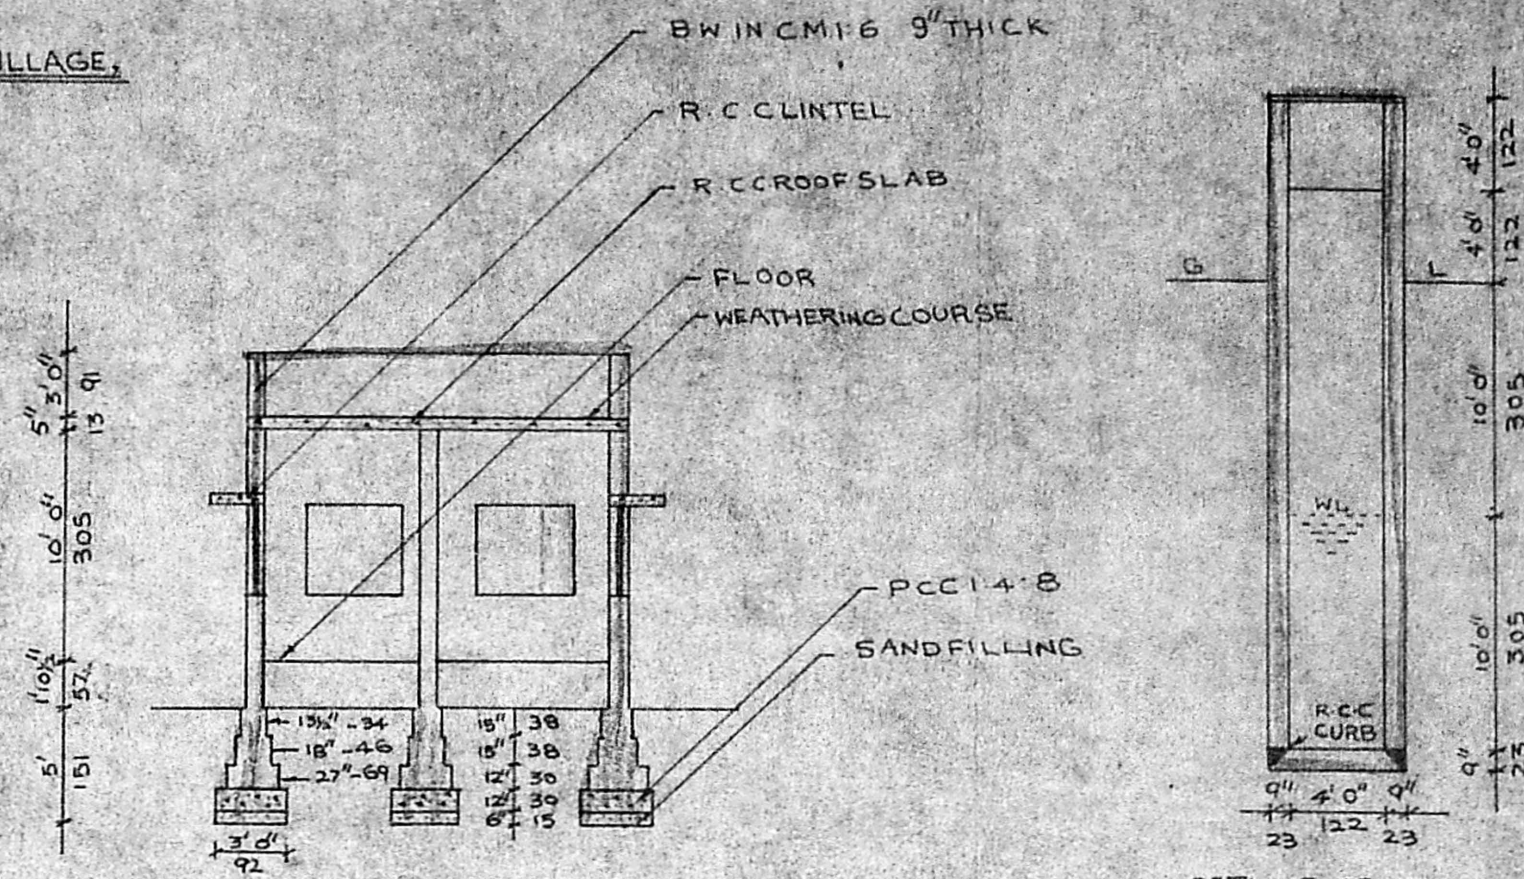 ILLAGE,
BW IN CM 1:6 9" THICK
R.C C LINTEL
R.C C ROOF SLAB
FLOOR
WEATHERING COURSE
3'0"
91
5"
13
10'0"
305
1'10½"
57
5'
151
13½"-34
18"-46
27"-69
15" 38
15" 38
12" 30
12" 30
6" 15
3'0"
92
PCC 1:4:8
SAND FILLING
4'0"
122
4'0"
122
G L
10'0"
305
WL
10'0"
305
R.C.C
CURB
9"
23
9" 4'0" 9"
23 122 23